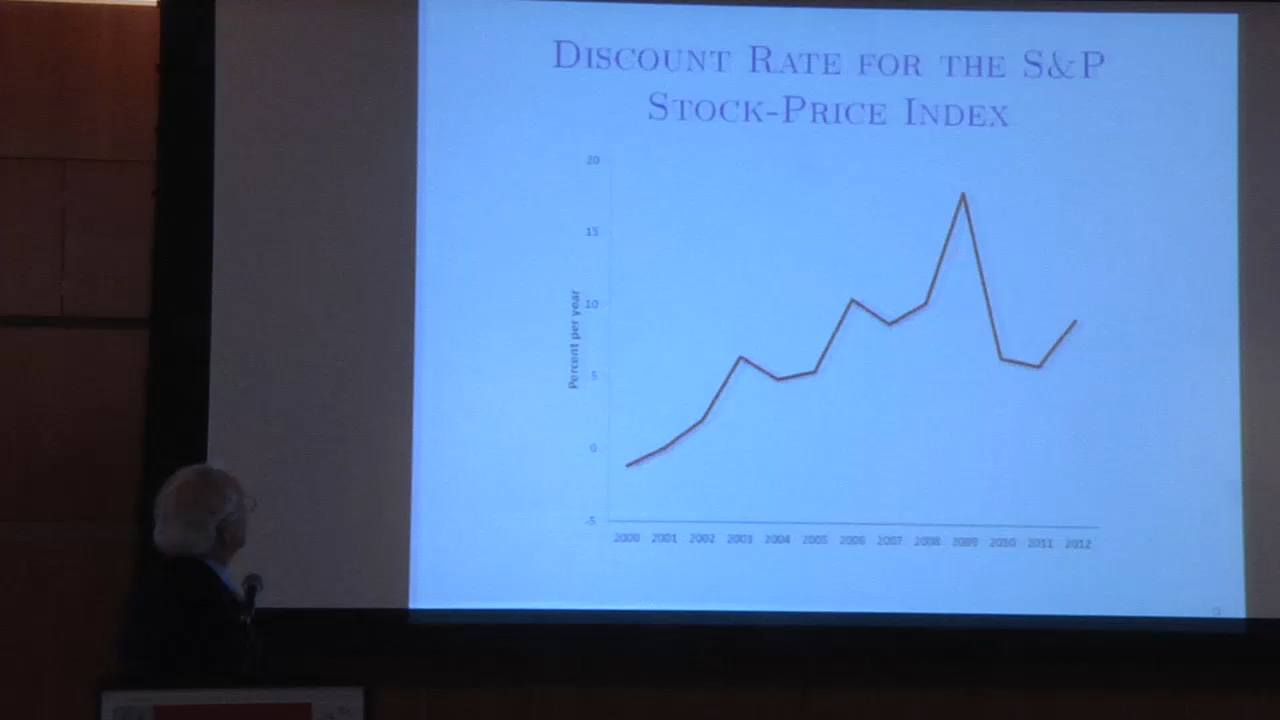 DISCOUNT RATE FOR THE S&P
STOCK-PRICE INDEX
20
15
10
5
0
-5
Percent per year
2000 2001 2002 2003 2004 2005 2006 2007 2008 2009 2010 2011 2012